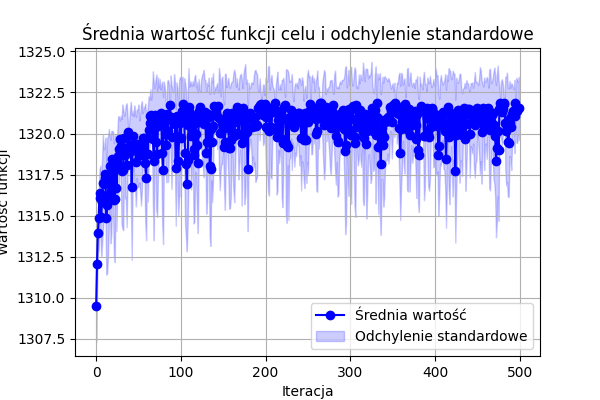 Średnia wartość funkcji celu i odchylenie standardowe
1325.0
1322.5
1320.0
1317.5
1315.0
1312.5
1310.0
1307.5
Wartość funkcji
0
100
200
300
400
500
Iteracja
Średnia wartość
Odchylenie standardowe